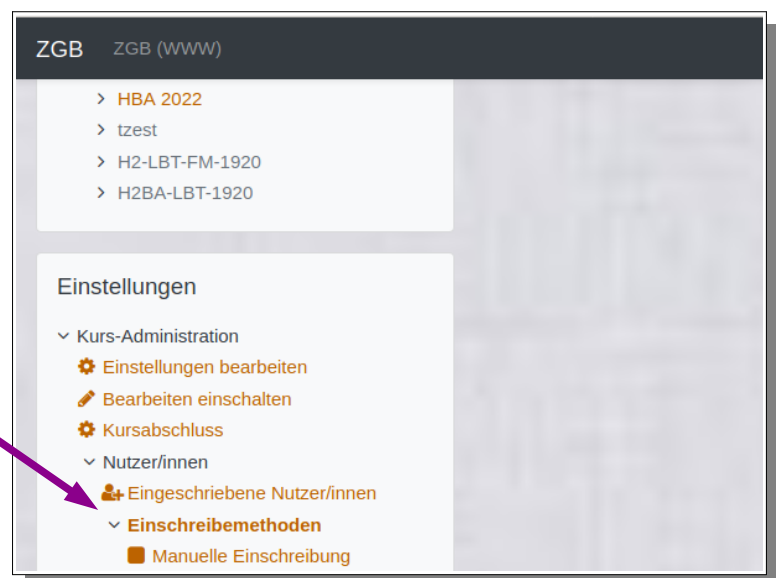 ZGB ZGB (WWW)
HBA 2022
tzest
H2-LBT-FM-1920
H2BA-LBT-1920
Einstellungen
Kurs-Administration
Einstellungen bearbeiten
Bearbeiten einschalten
Kursabschluss
Nutzer/innen
Eingeschriebene Nutzer/innen
Einschreibemethoden
Manuelle Einschreibung